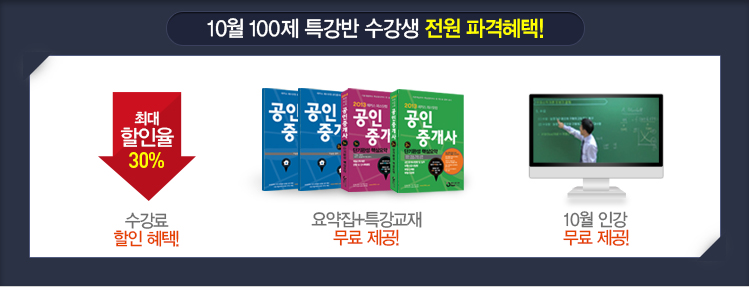 10월 100제 특강반 수강생 전원 파격혜택!
최대
할인율
30%
수강료
할인 혜택!
공인
중
공인
중
2013
공인
중개사
2013
공인
중개사
요약집+특강교재
무료 제공!
10월 인강
무료 제공!